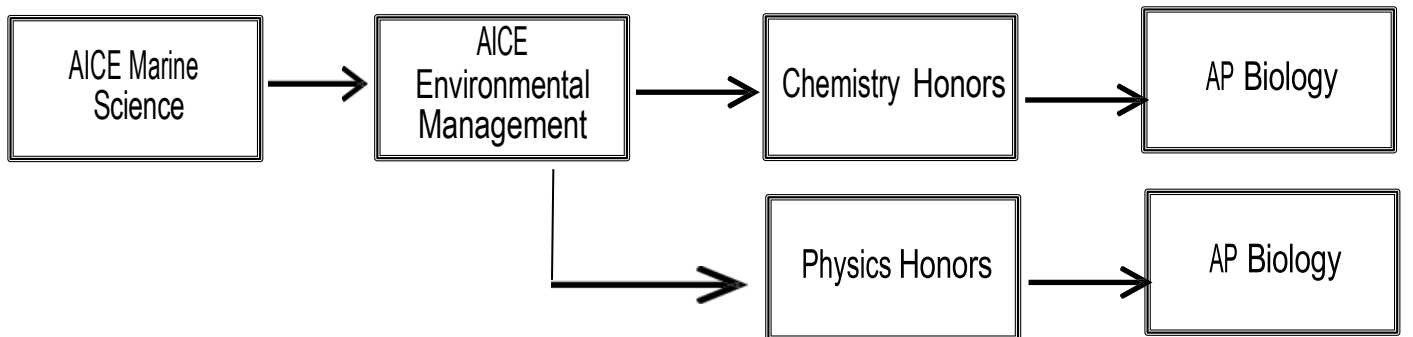 AICE Marine
Science
AICE
Environmental
Management
Chemistry Honors
AP Biology
Physics Honors
AP Biology